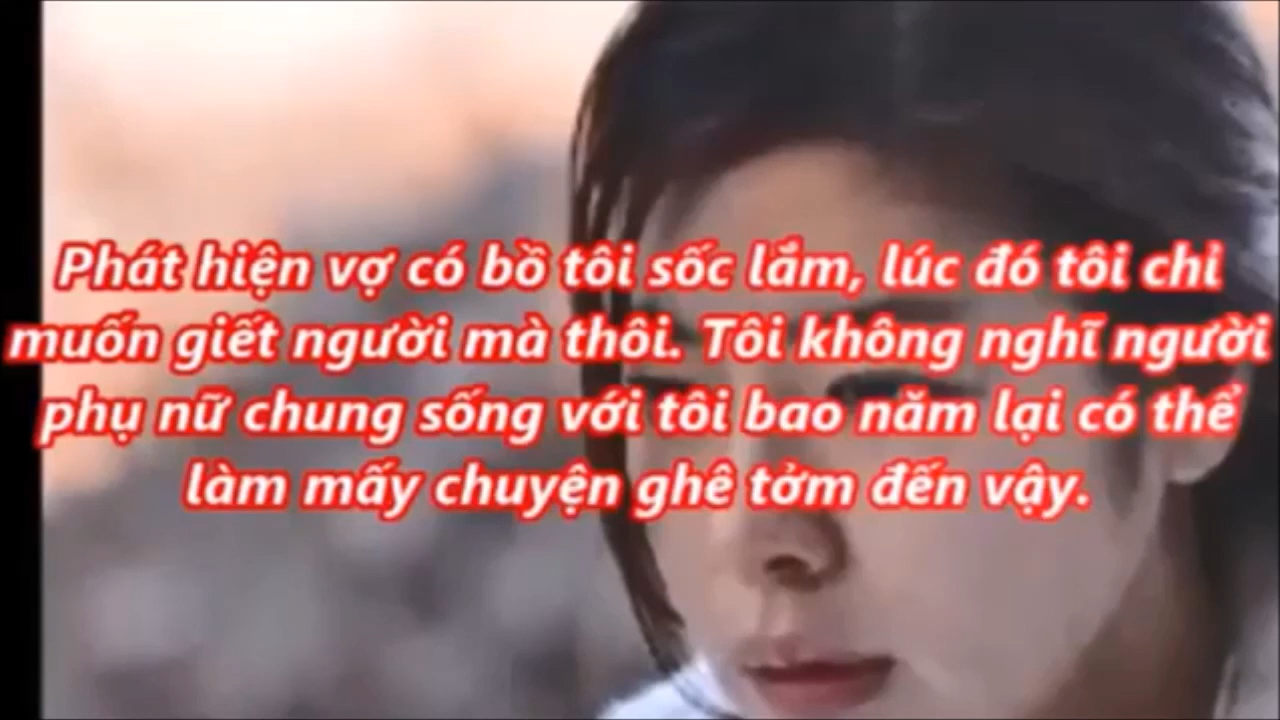 Phát hiện vợ có bồ tôi sốc lắm, lúc đó tôi chỉ
muốn giết người mà thôi. Tôi không nghĩ người
phụ nữ chung sống với tôi bao năm lại có thể
làm mấy chuyện ghê tởm đến vậy.